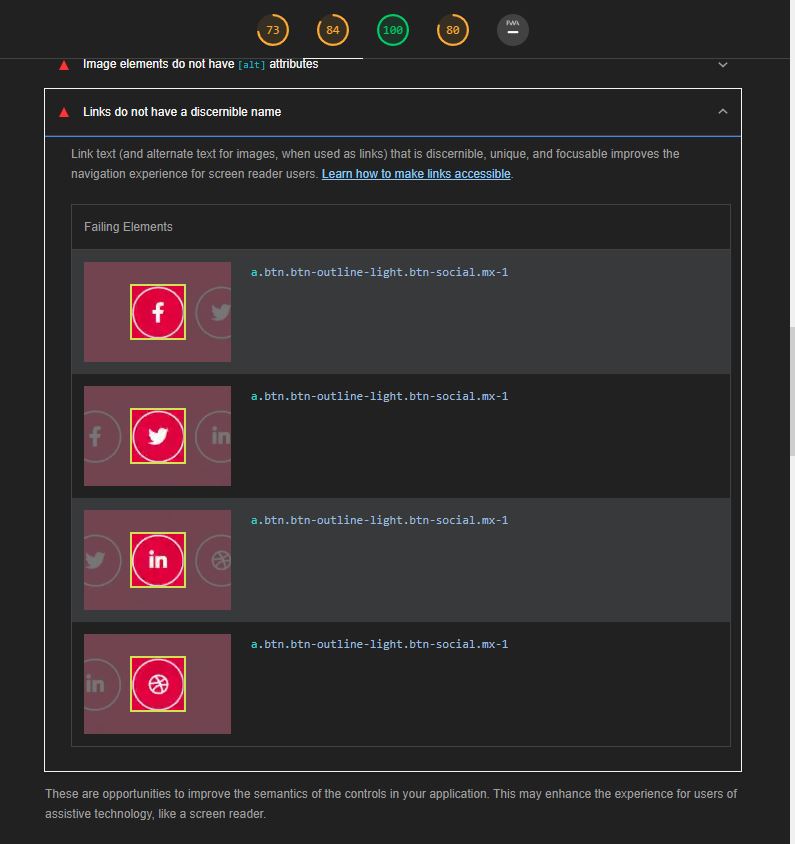 73 84 100 80 PWA
Image elements do not have [alt] attributes
Links do not have a discernible name
Link text (and alternate text for images, when used as links) that is discernible, unique, and focusable improves the
navigation experience for screen reader users. Learn how to make links accessible.
Failing Elements
a.btn.btn-outline-light.btn-social.mx-1
a.btn.btn-outline-light.btn-social.mx-1
a.btn.btn-outline-light.btn-social.mx-1
a.btn.btn-outline-light.btn-social.mx-1
These are opportunities to improve the semantics of the controls in your application. This may enhance the experience for users of
assistive technology, like a screen reader.